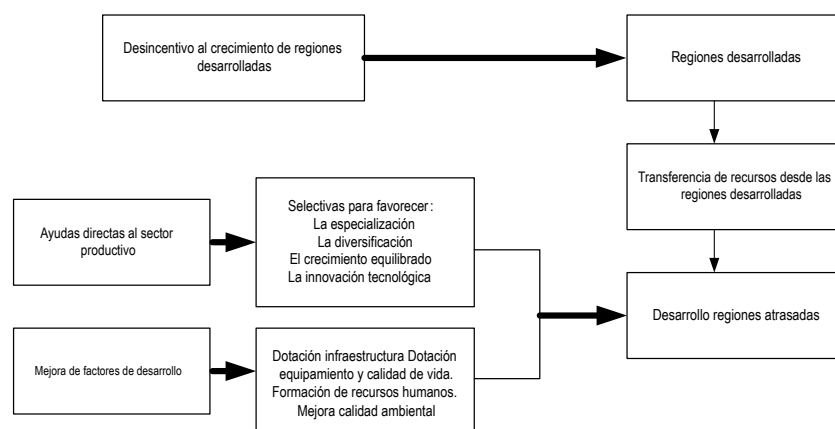 Desincentivo al crecimiento de regiones
desarrolladas
Regiones desarrolladas
Transferencia de recursos desde las
regiones desarrolladas
Ayudas directas al sector
productivo
Selectivas para favorecer:
La especialización
La diversificación
El crecimiento equilibrado
La innovación tecnológica
Desarrollo regiones atrasadas
Mejora de factores de desarrollo
Dotación infraestructura Dotación
equipamiento y calidad de vida.
Formación de recursos humanos.
Mejora calidad ambiental